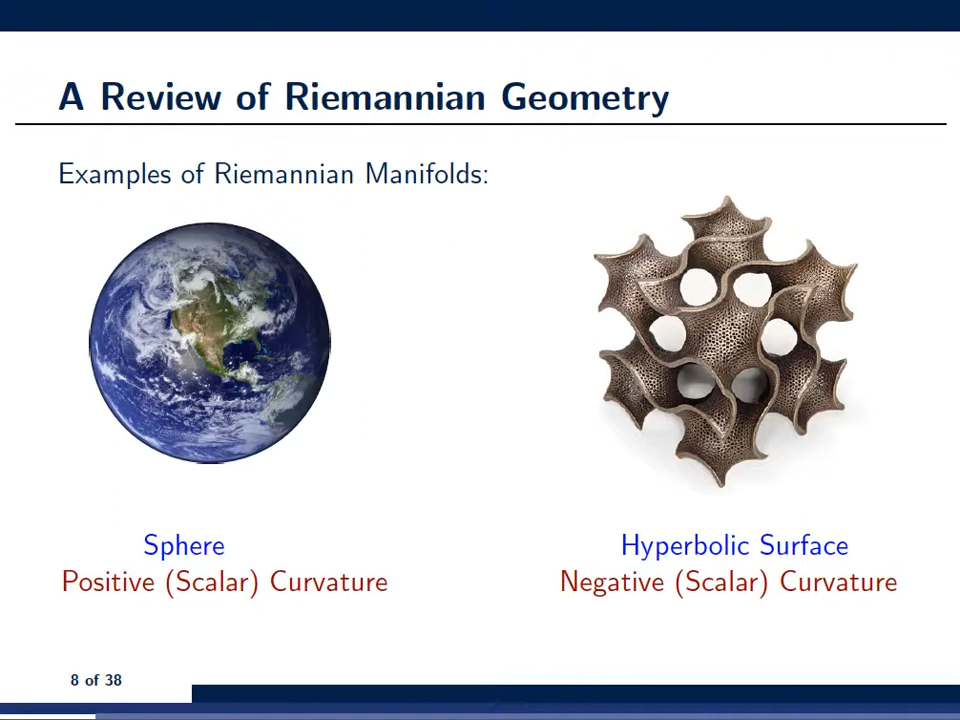 A Review of Riemannian Geometry
Examples of Riemannian Manifolds:
Sphere
Positive (Scalar) Curvature
Hyperbolic Surface
Negative (Scalar) Curvature
8 of 38